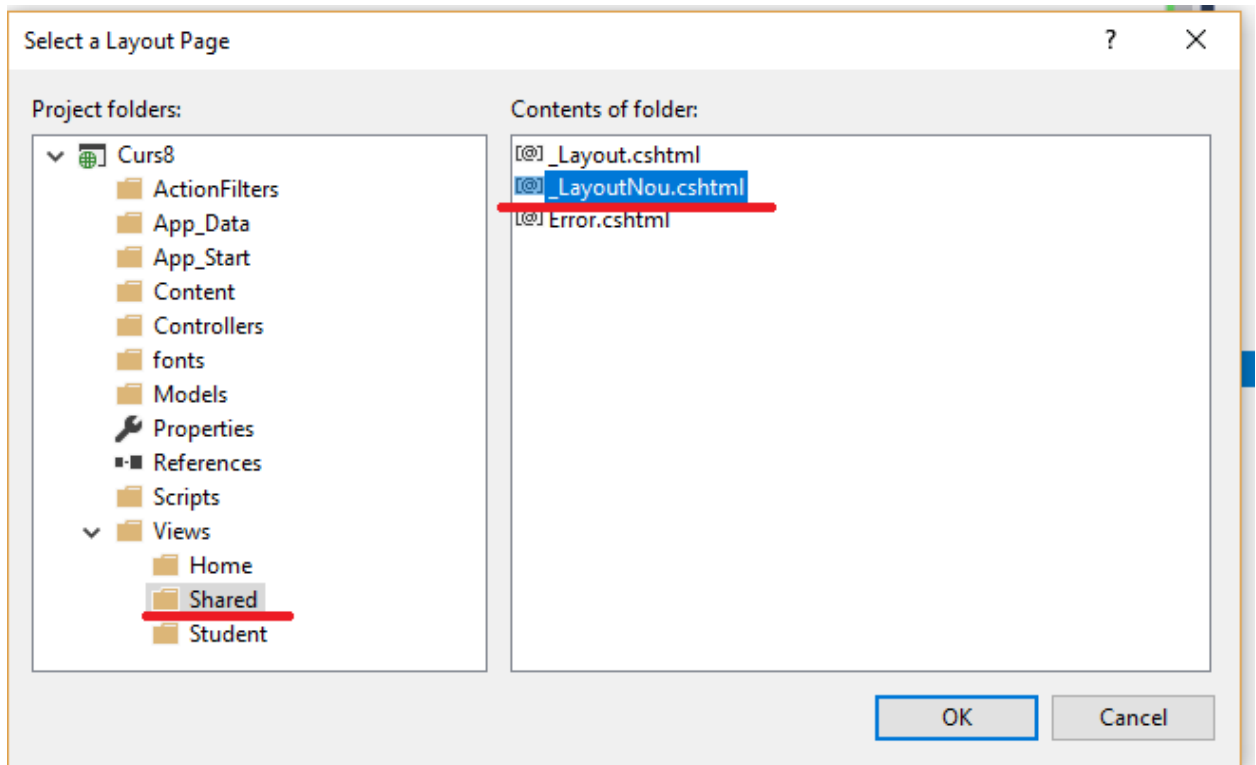 Select a Layout Page
?
Project folders:
Curs8
ActionFilters
App_Data
App_Start
Content
Controllers
fonts
Models
Properties
References
Scripts
Views
Home
Shared
Student
Contents of folder:
[@] _Layout.cshtml
[@] _LayoutNou.cshtml
[@] Error.cshtml
OK
Cancel